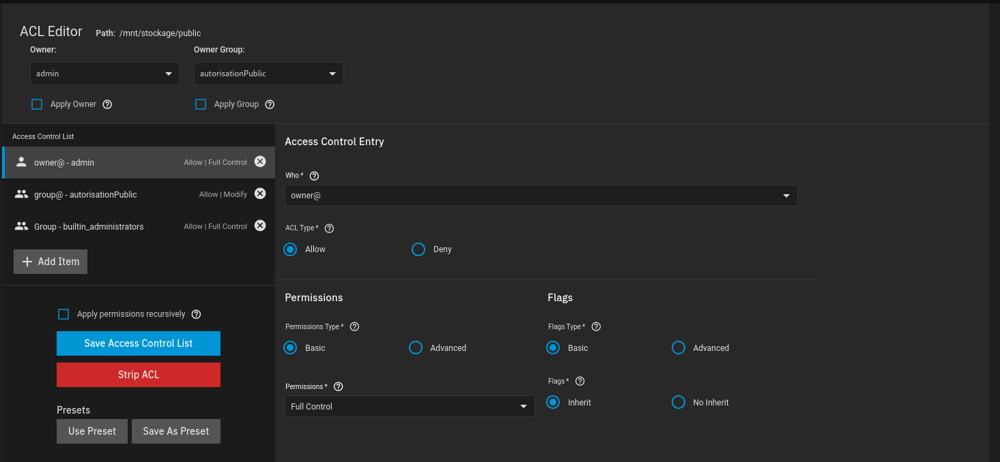 ACL Editor Path: /mnt/stockage/public
Owner: Owner Group:
admin autorisationPublic
Apply Owner Apply Group
Access Control List
owner@ - admin Allow | Full Control
group@ - autorisationPublic Allow | Modify
Group - builtin_administrators Allow | Full Control
Add Item
Apply permissions recursively
Save Access Control List
Strip ACL
Presets
Use Preset Save As Preset
Access Control Entry
Who *
owner@
ACL Type *
Allow Deny
Permissions
Permissions Type *
Basic Advanced
Permissions *
Full Control
Flags
Flags Type *
Basic Advanced
Flags *
Inherit No Inherit